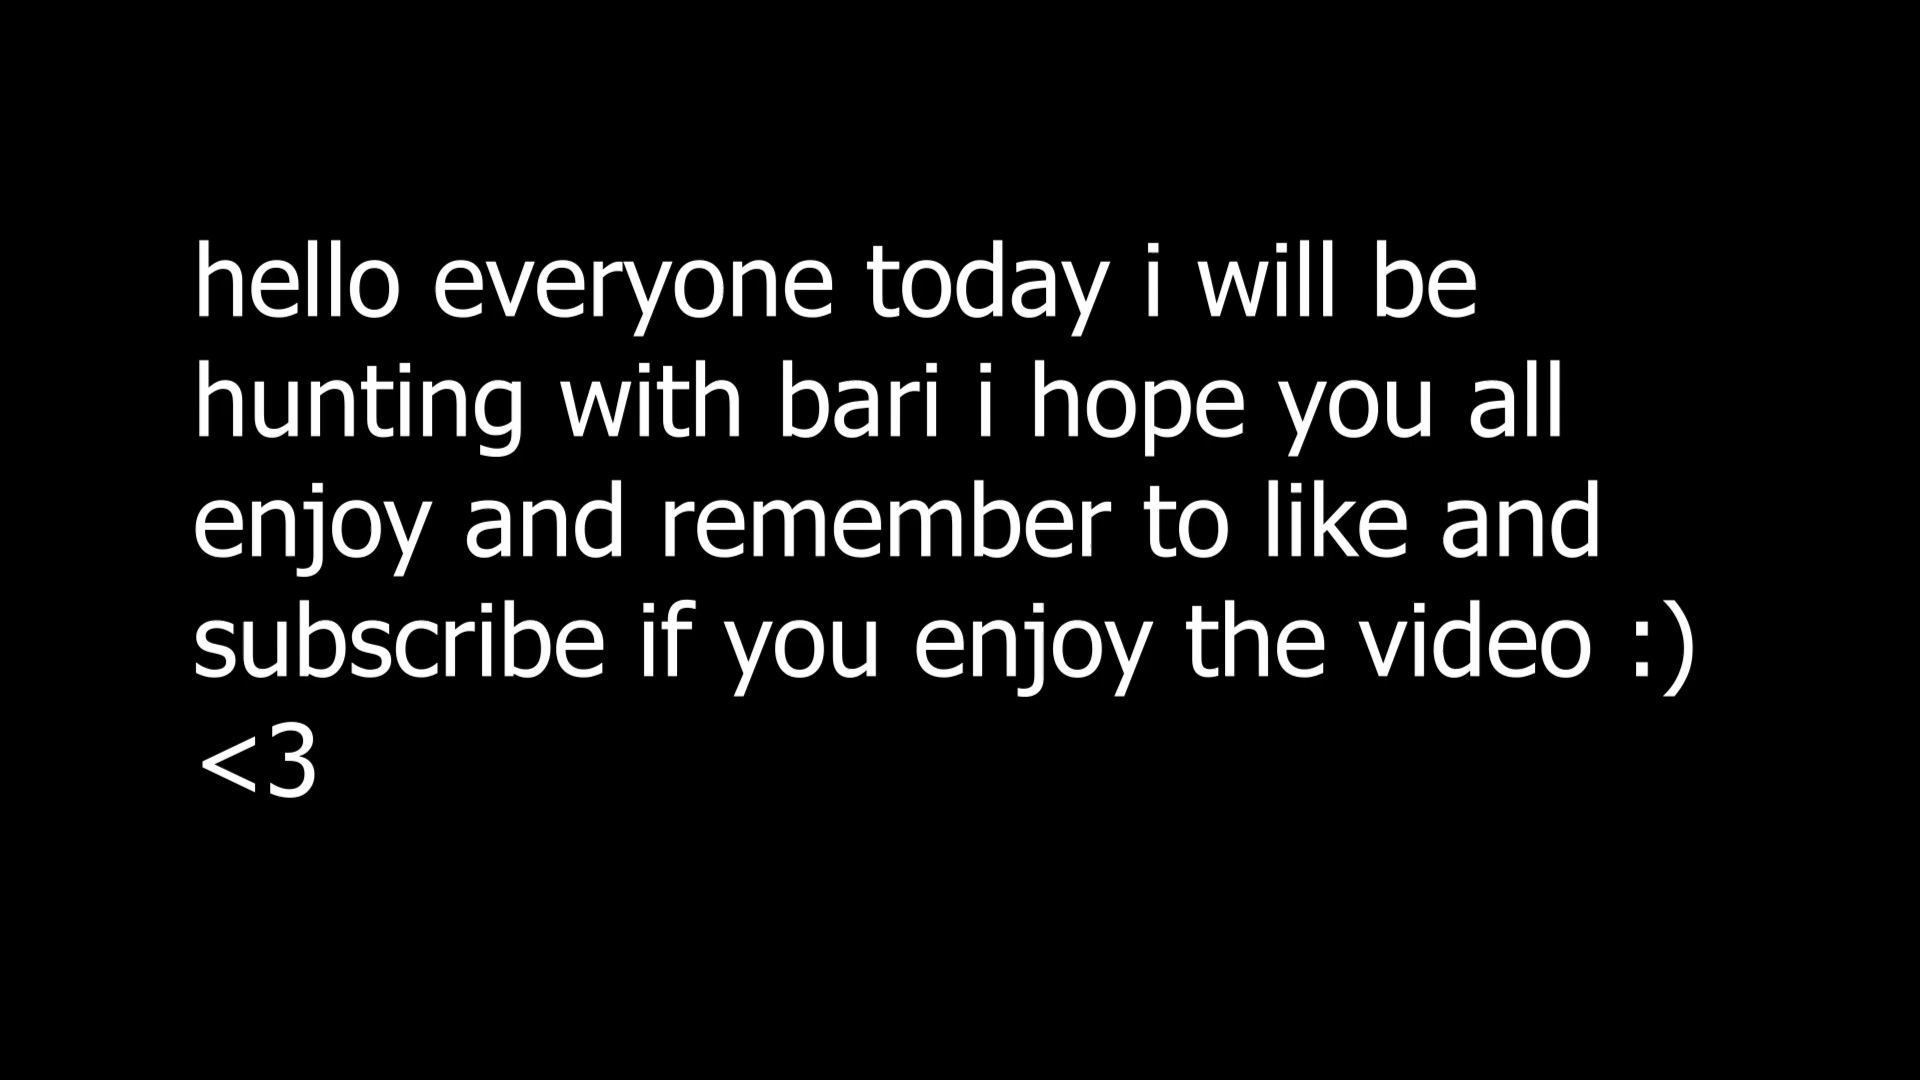 hello everyone today i will be
hunting with bari i hope you all
enjoy and remember to like and
subscribe if you enjoy the video :)
<3